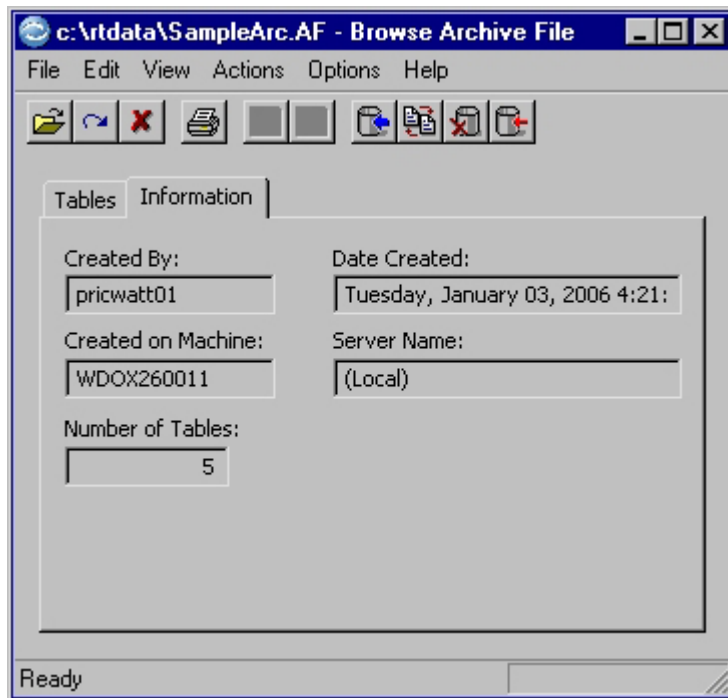 c:\rtdata\SampleArc.AF - Browse Archive File
File Edit View Actions Options Help
Tables Information
Created By: Date Created:
pricwatt01 Tuesday, January 03, 2006 4:21:
Created on Machine: Server Name:
WDOX260011 (Local)
Number of Tables:
5
Ready